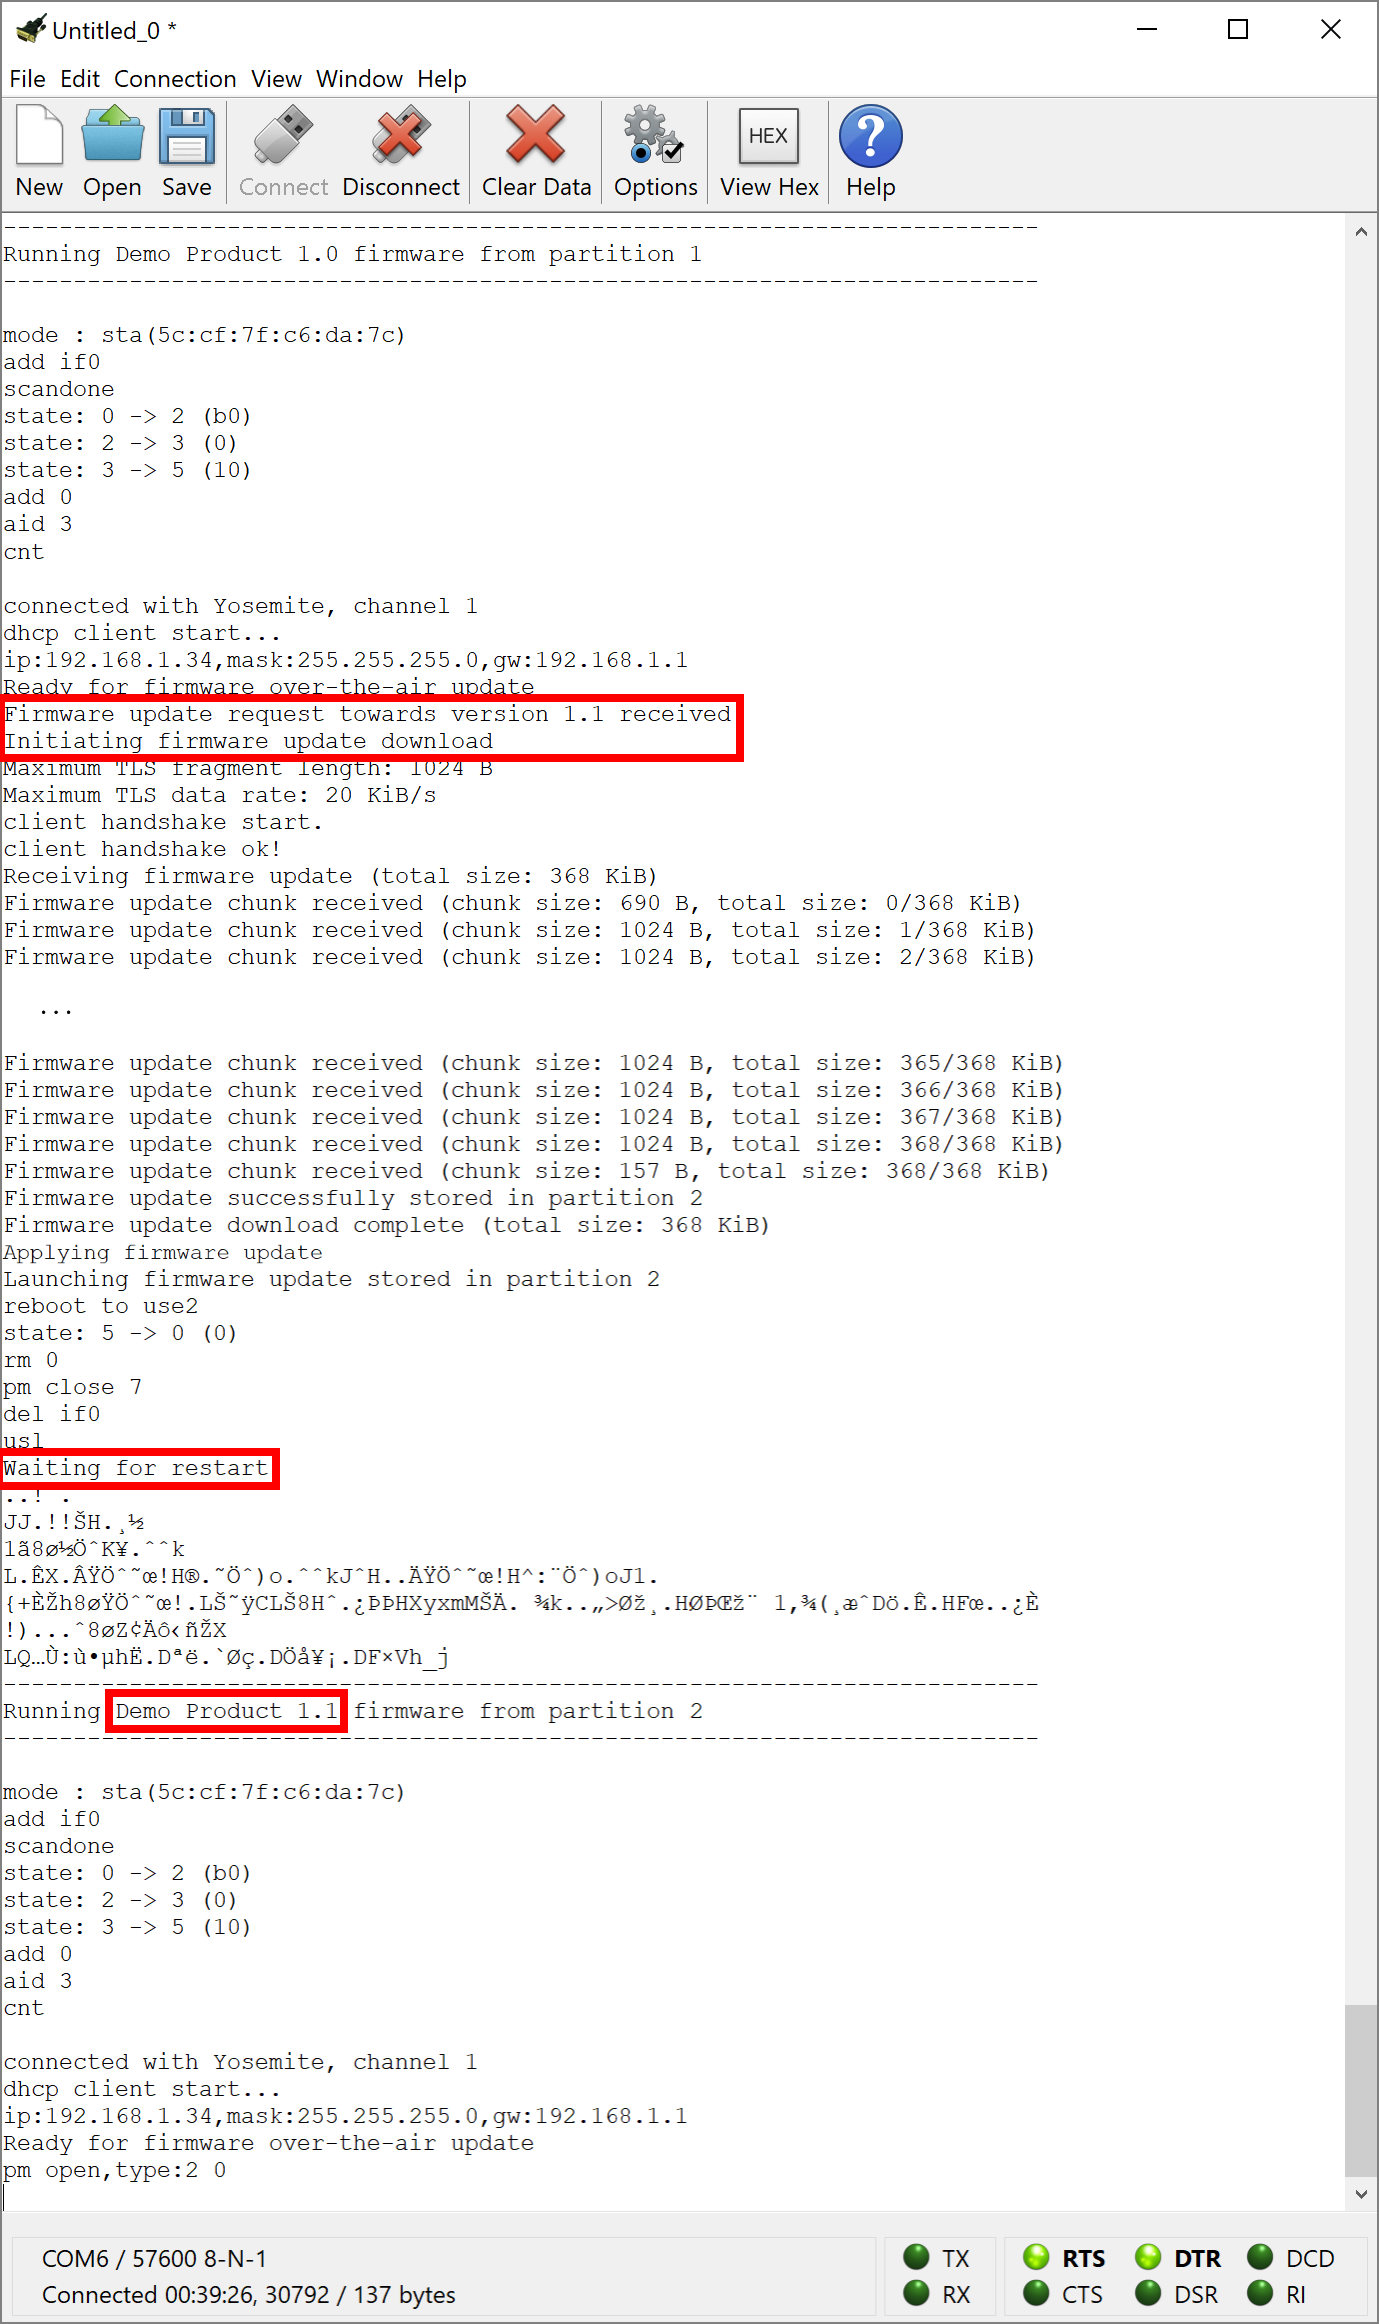 Untitled_0 *
File Edit Connection View Window Help
New Open Save Connect Disconnect Clear Data Options HEX View Hex ? Help
--------------------------------------------------------------------------
Running Demo Product 1.0 firmware from partition 1
--------------------------------------------------------------------------
mode : sta(5c:cf:7f:c6:da:7c)
add if0
scandone
state: 0 -> 2 (b0)
state: 2 -> 3 (0)
state: 3 -> 5 (10)
add 0
aid 3
cnt
connected with Yosemite, channel 1
dhcp client start...
ip:192.168.1.34,mask:255.255.255.0,gw:192.168.1.1
Ready for firmware over-the-air update
Firmware update request towards version 1.1 received
Initiating firmware update download
Maximum TLS fragment length: 1024 B
Maximum TLS data rate: 20 KiB/s
client handshake start.
client handshake ok!
Receiving firmware update (total size: 368 KiB)
Firmware update chunk received (chunk size: 690 B, total size: 0/368 KiB)
Firmware update chunk received (chunk size: 1024 B, total size: 1/368 KiB)
Firmware update chunk received (chunk size: 1024 B, total size: 2/368 KiB)
...
Firmware update chunk received (chunk size: 1024 B, total size: 365/368 KiB)
Firmware update chunk received (chunk size: 1024 B, total size: 366/368 KiB)
Firmware update chunk received (chunk size: 1024 B, total size: 367/368 KiB)
Firmware update chunk received (chunk size: 1024 B, total size: 368/368 KiB)
Firmware update chunk received (chunk size: 157 B, total size: 368/368 KiB)
Firmware update successfully stored in partition 2
Firmware update download complete (total size: 368 KiB)
Applying firmware update
Launching firmware update stored in partition 2
reboot to use2
state: 5 -> 0 (0)
rm 0
pm close 7
del if0
usl
Waiting for restart
..! .
JJ.!!ŠH.¸½
1ã8ø½ÖˆK¥.ˆˆk
L.ÊX.ÂŸÖˆ˜œ!H®.˜Öˆ)o.ˆˆkJˆH..ÄŸÖˆ˜œ!H^:¨Öˆ)oJ1.
{+ÈŽh8øŸÖˆ˜œ!.LŠ˜ÿCLŠ8Hˆ.¿ÞÞHXyxmMŠÄ. ¾k..„>Øž¸.HØÞŒž¨ 1,¾(¸æˆDö.Ê.HFœ..¿È
!)...ˆ8øZ¢Äô‹ñŽX
LQ…Ù:ù•µhË.Dªë.`Øç.DÖå¥¡.DF×Vh_j
--------------------------------------------------------------------------
Running Demo Product 1.1 firmware from partition 2
--------------------------------------------------------------------------
mode : sta(5c:cf:7f:c6:da:7c)
add if0
scandone
state: 0 -> 2 (b0)
state: 2 -> 3 (0)
state: 3 -> 5 (10)
add 0
aid 3
cnt
connected with Yosemite, channel 1
dhcp client start...
ip:192.168.1.34,mask:255.255.255.0,gw:192.168.1.1
Ready for firmware over-the-air update
pm open,type:2 0
COM6 / 57600 8-N-1
Connected 00:39:26, 30792 / 137 bytes
TX RTS DTR DCD
RX CTS DSR RI